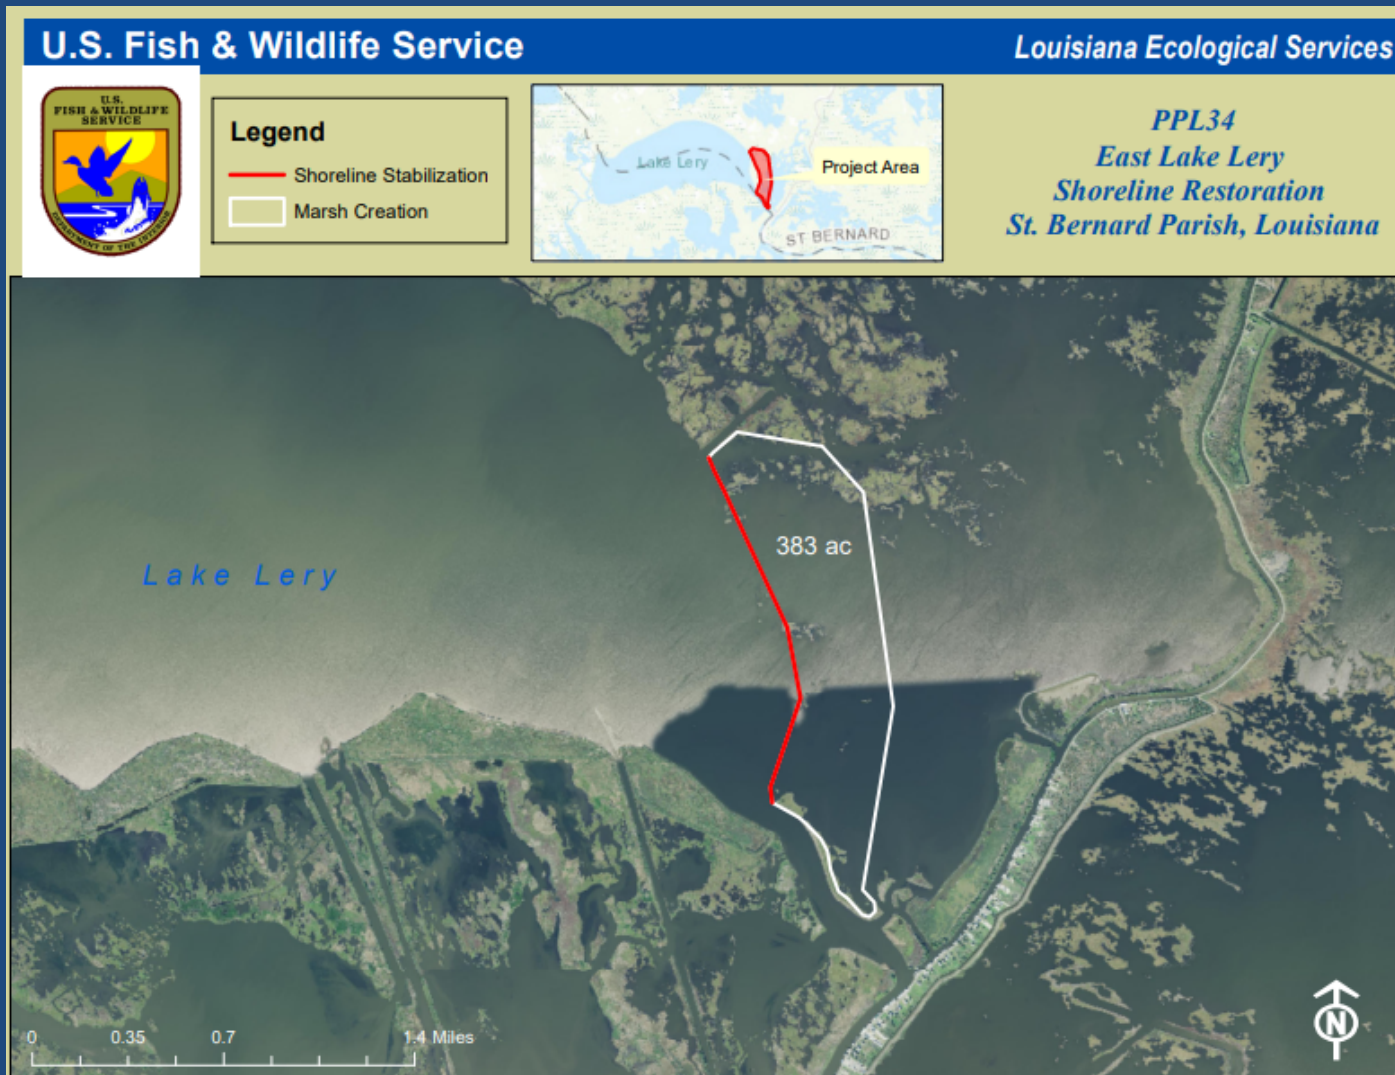 U.S. Fish & Wildlife Service
Louisiana Ecological Services
U.S.
FISH & WILDLIFE
SERVICE
DEPARTMENT OF THE INTERIOR
Legend
Shoreline Stabilization
Marsh Creation
Lake Lery
Project Area
ST BERNARD
PPL34
East Lake Lery
Shoreline Restoration
St. Bernard Parish, Louisiana
383 ac
Lake Lery
0 0.35 0.7 1.4 Miles
N